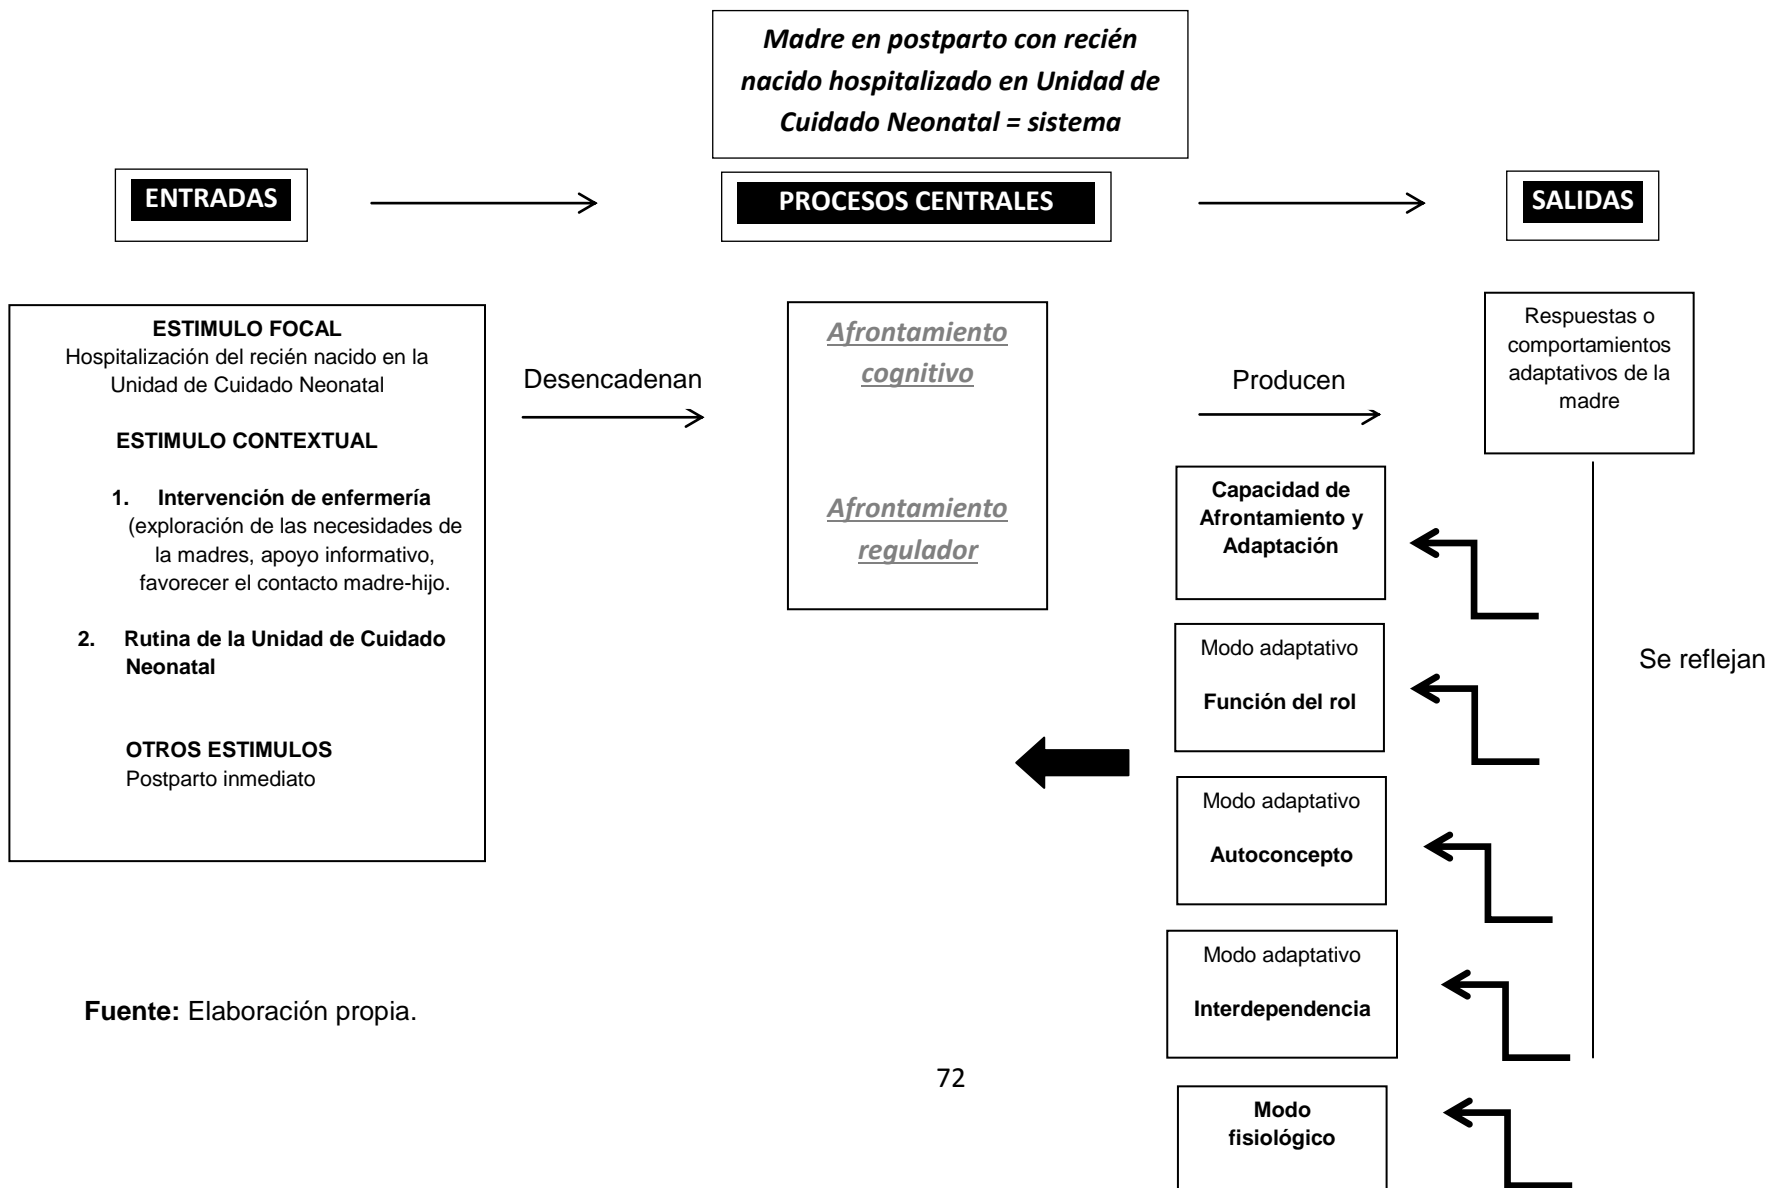 Madre en postparto con recién
nacido hospitalizado en Unidad de
Cuidado Neonatal = sistema
ENTRADAS
PROCESOS CENTRALES
SALIDAS
ESTIMULO FOCAL
Hospitalización del recién nacido en la
Unidad de Cuidado Neonatal
ESTIMULO CONTEXTUAL
1. Intervención de enfermería
(exploración de las necesidades de
la madres, apoyo informativo,
favorecer el contacto madre-hijo.
2. Rutina de la Unidad de Cuidado
Neonatal
OTROS ESTIMULOS
Postparto inmediato
Desencadenan
Afrontamiento
cognitivo
Afrontamiento
regulador
Producen
Respuestas o
comportamientos
adaptativos de la
madre
Capacidad de
Afrontamiento y
Adaptación
Modo adaptativo
Función del rol
Modo adaptativo
Autoconcepto
Modo adaptativo
Interdependencia
Modo
fisiológico
Se reflejan
Fuente: Elaboración propia.
72